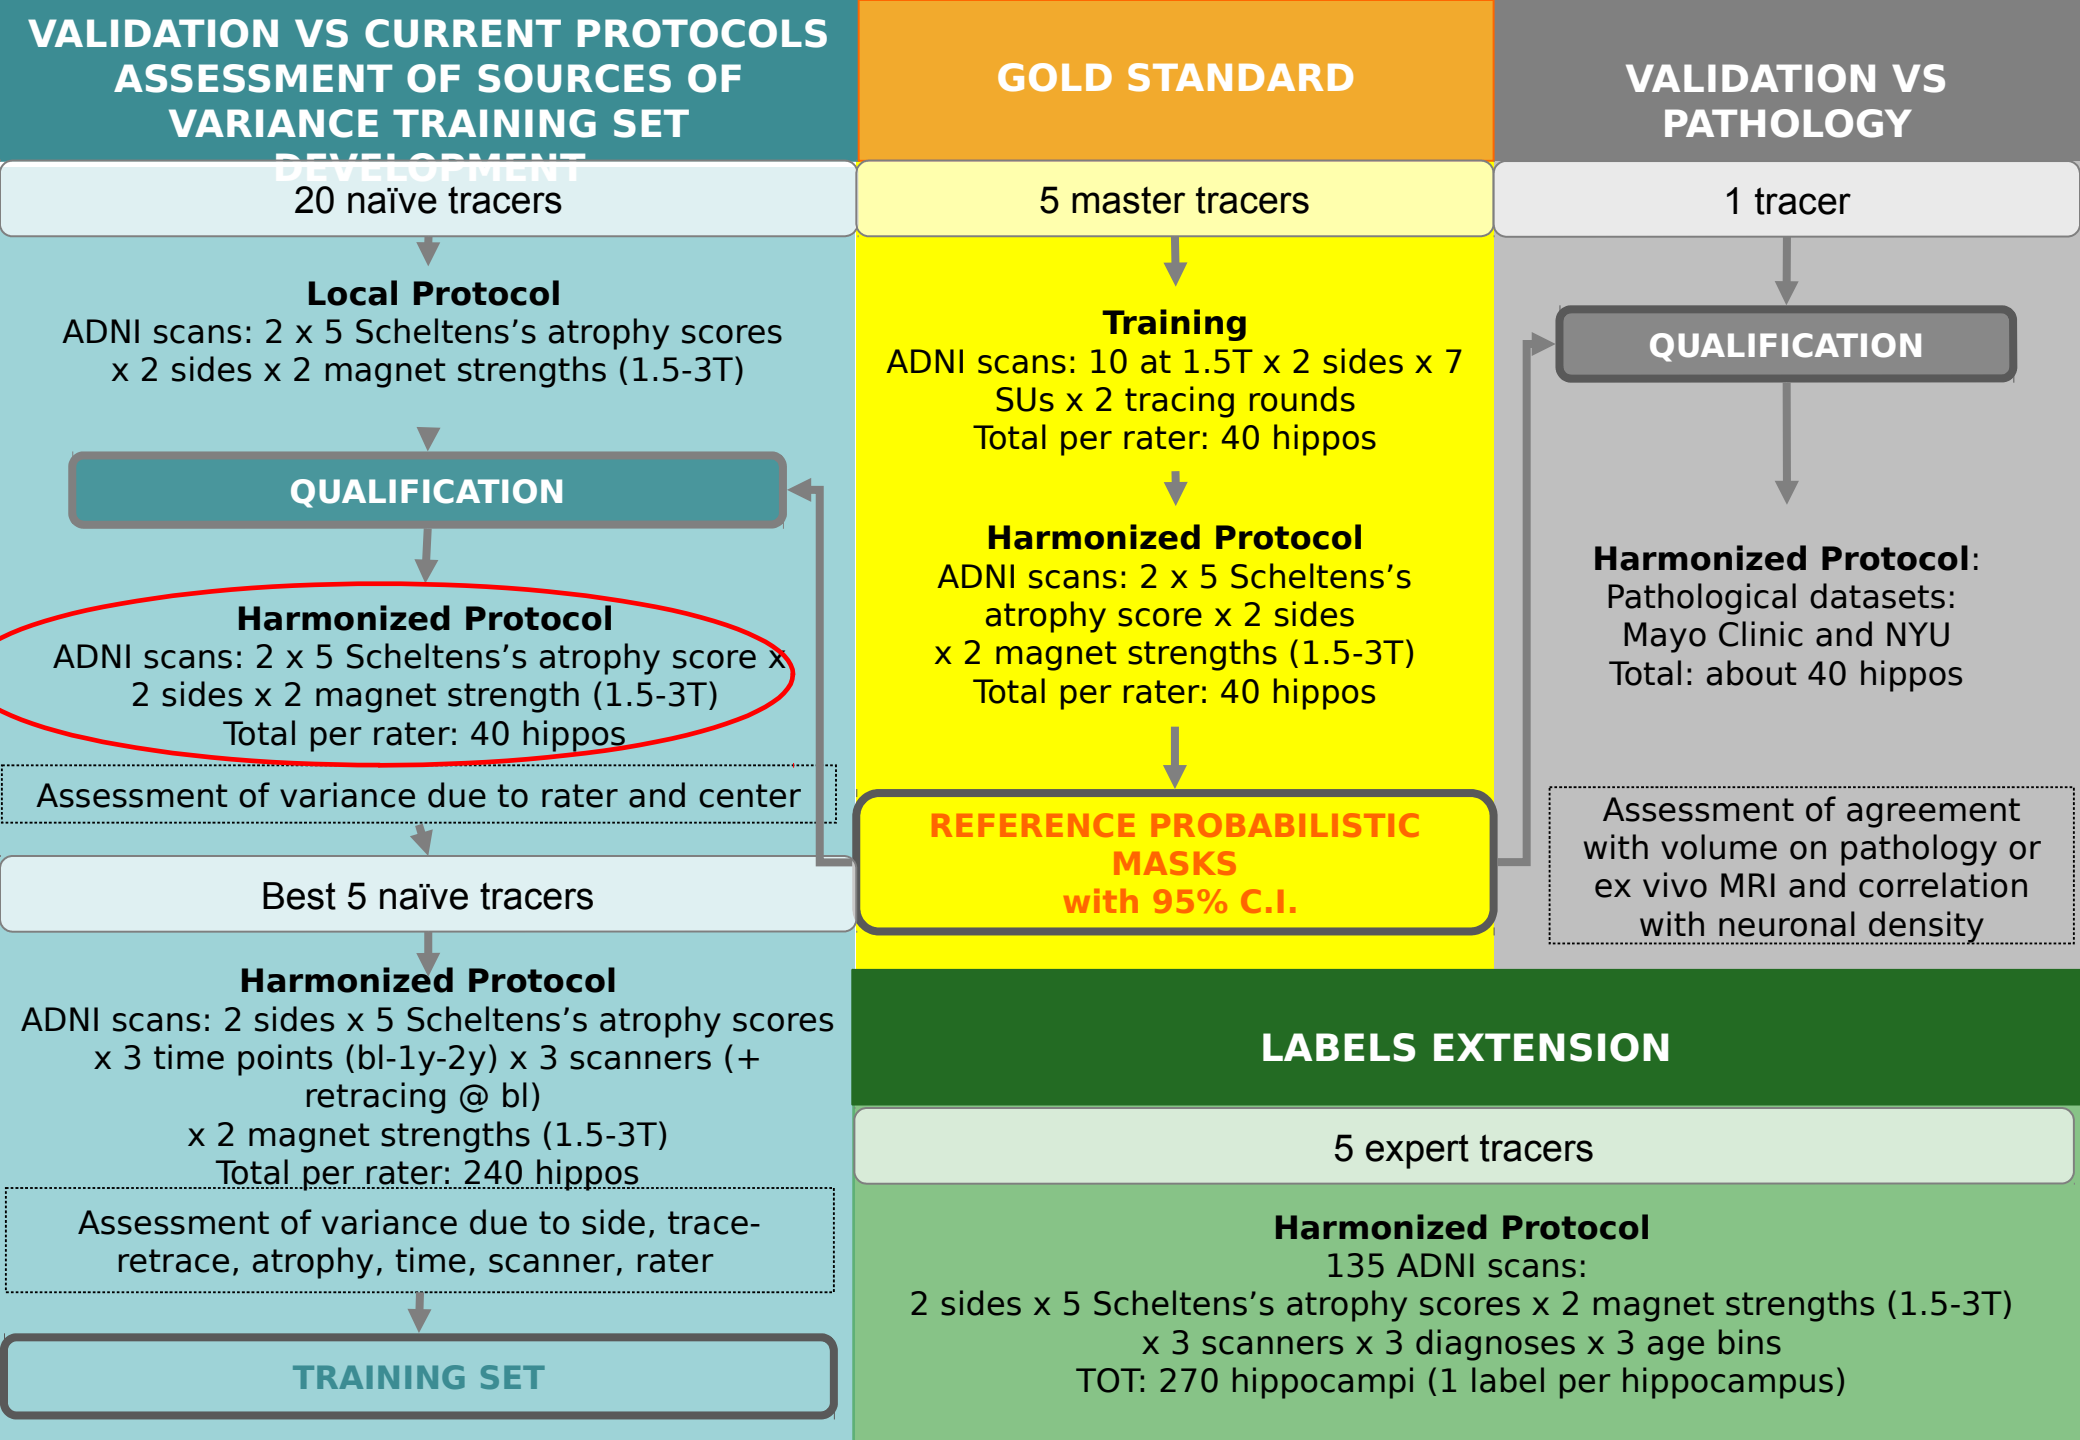 VALIDATION VS CURRENT PROTOCOLS
ASSESSMENT OF SOURCES OF
VARIANCE TRAINING SET
DEVELOPMENT
20 naïve tracers
Local Protocol
ADNI scans: 2 x 5 Scheltens’s atrophy scores
x 2 sides x 2 magnet strengths (1.5-3T)
QUALIFICATION
Harmonized Protocol
ADNI scans: 2 x 5 Scheltens’s atrophy score x
2 sides x 2 magnet strength (1.5-3T)
Total per rater: 40 hippos
Assessment of variance due to rater and center
Best 5 naïve tracers
Harmonized Protocol
ADNI scans: 2 sides x 5 Scheltens’s atrophy scores
x 3 time points (bl-1y-2y) x 3 scanners (+
retracing @ bl)
x 2 magnet strengths (1.5-3T)
Total per rater: 240 hippos
Assessment of variance due to side, trace-
retrace, atrophy, time, scanner, rater
TRAINING SET
GOLD STANDARD
5 master tracers
Training
ADNI scans: 10 at 1.5T x 2 sides x 7
SUs x 2 tracing rounds
Total per rater: 40 hippos
Harmonized Protocol
ADNI scans: 2 x 5 Scheltens’s
atrophy score x 2 sides
x 2 magnet strengths (1.5-3T)
Total per rater: 40 hippos
REFERENCE PROBABILISTIC
MASKS
with 95% C.I.
VALIDATION VS
PATHOLOGY
1 tracer
QUALIFICATION
Harmonized Protocol:
Pathological datasets:
Mayo Clinic and NYU
Total: about 40 hippos
Assessment of agreement
with volume on pathology or
ex vivo MRI and correlation
with neuronal density
LABELS EXTENSION
5 expert tracers
Harmonized Protocol
135 ADNI scans:
2 sides x 5 Scheltens’s atrophy scores x 2 magnet strengths (1.5-3T)
x 3 scanners x 3 diagnoses x 3 age bins
TOT: 270 hippocampi (1 label per hippocampus)